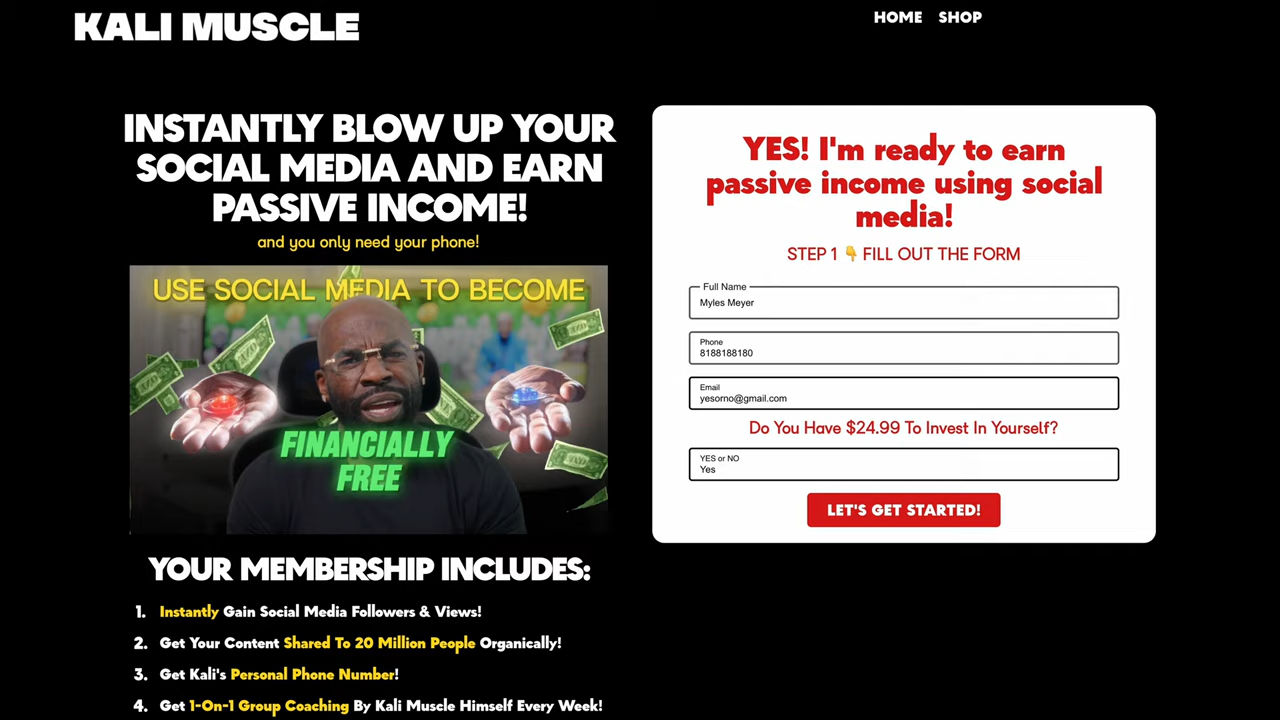 KALI MUSCLE
HOME SHOP
INSTANTLY BLOW UP YOUR
SOCIAL MEDIA AND EARN
PASSIVE INCOME!
and you only need your phone!
USE SOCIAL MEDIA TO BECOME
FINANCIALLY
FREE
YOUR MEMBERSHIP INCLUDES:
1. Instantly Gain Social Media Followers & Views!
2. Get Your Content Shared To 20 Million People Organically!
3. Get Kali's Personal Phone Number!
4. Get 1-On-1 Group Coaching By Kali Muscle Himself Every Week!
YES! I'm ready to earn
passive income using social
media!
STEP 1 👇 FILL OUT THE FORM
Full Name
Myles Meyer
Phone
8188188180
Email
yesorno@gmail.com
Do You Have $24.99 To Invest In Yourself?
YES or NO
Yes
LET'S GET STARTED!